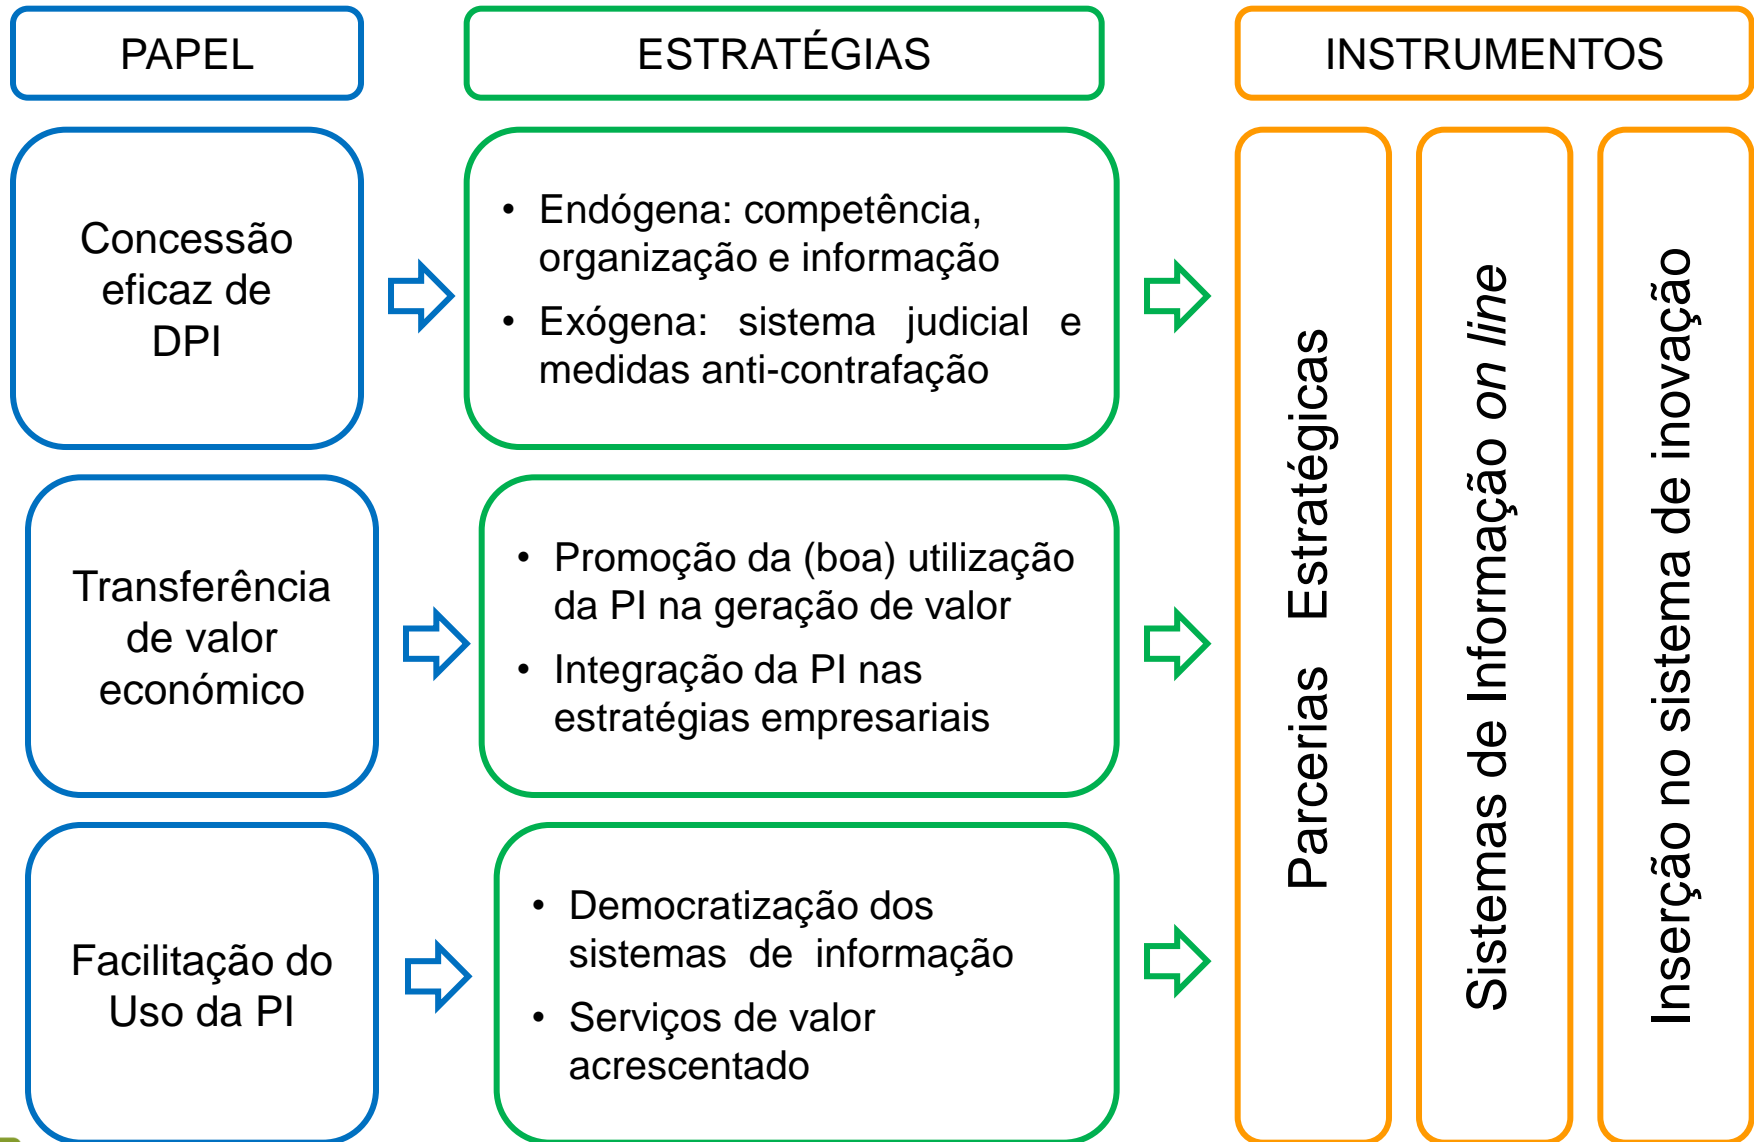 PAPEL
ESTRATÉGIAS
INSTRUMENTOS
Concessão
eficaz de
DPI
• Endógena: competência,
organização e informação
• Exógena: sistema judicial e
medidas anti-contrafação
Transferência
de valor
económico
• Promoção da (boa) utilização
da PI na geração de valor
• Integração da PI nas
estratégias empresariais
Facilitação do
Uso da PI
• Democratização dos
sistemas de informação
• Serviços de valor
acrescentado
Parcerias Estratégicas
Sistemas de Informação on line
Inserção no sistema de inovação